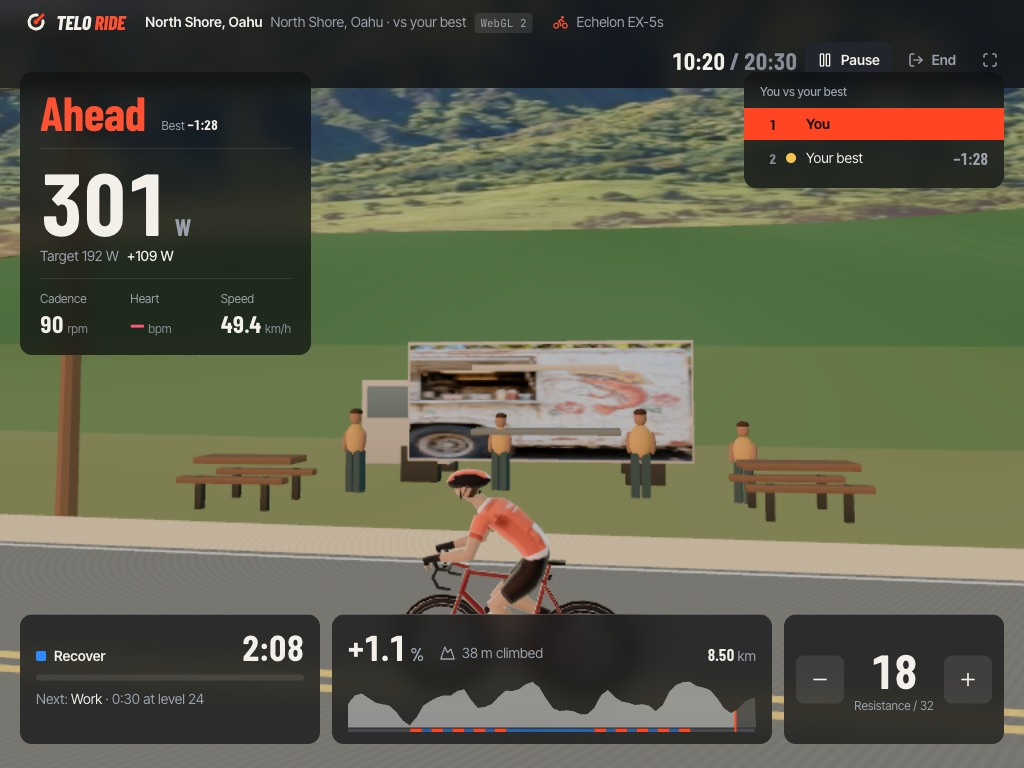 TELO RIDE North Shore, Oahu North Shore, Oahu · vs your best WebGL 2 Echelon EX-5s
10:20 / 20:30 Pause End
Ahead Best −1:28
301 W
Target 192 W +109 W
Cadence Heart Speed
90 rpm — bpm 49.4 km/h
You vs your best
1 You
2 Your best −1:28
Recover 2:08
Next: Work · 0:30 at level 24
+1.1 % 38 m climbed 8.50 km
− 18 +
Resistance / 32